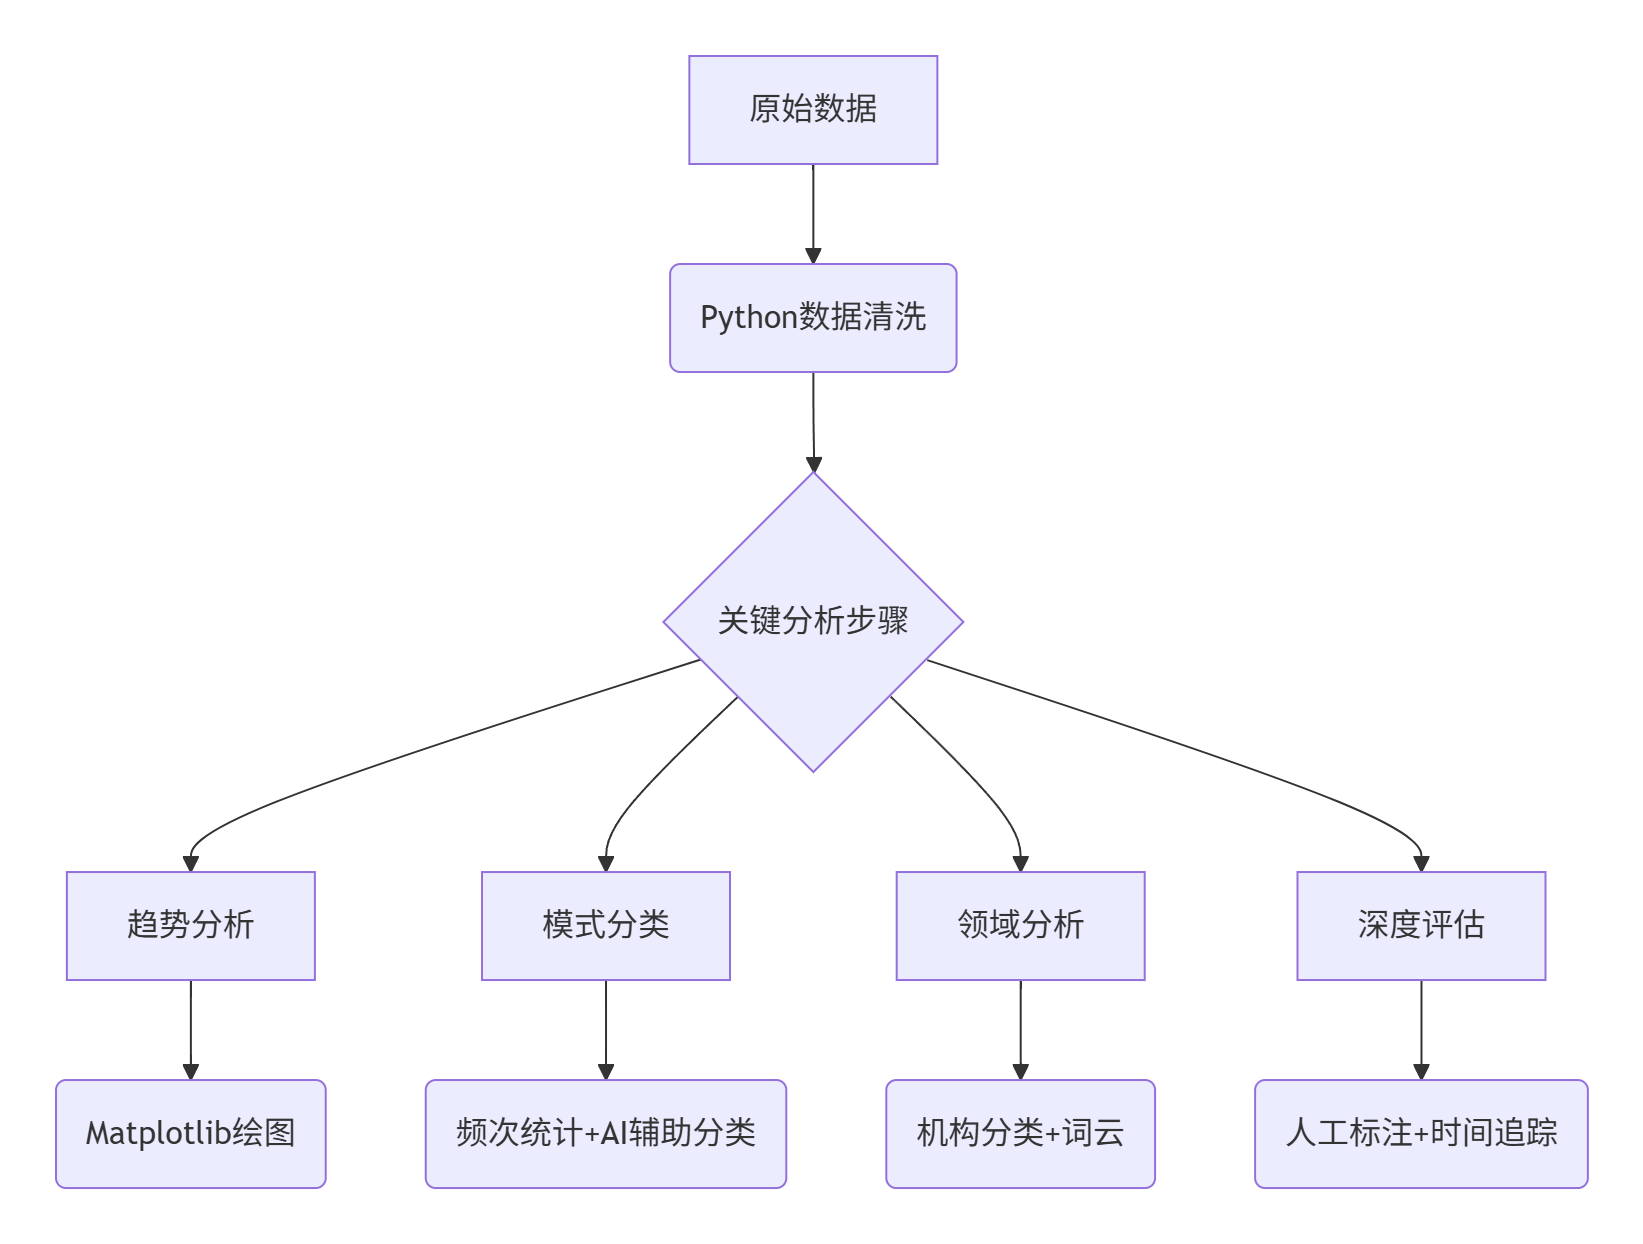 原始数据
Python数据清洗
关键分析步骤
趋势分析
模式分类
领域分析
深度评估
Matplotlib绘图
频次统计+AI辅助分类
机构分类+词云
人工标注+时间追踪